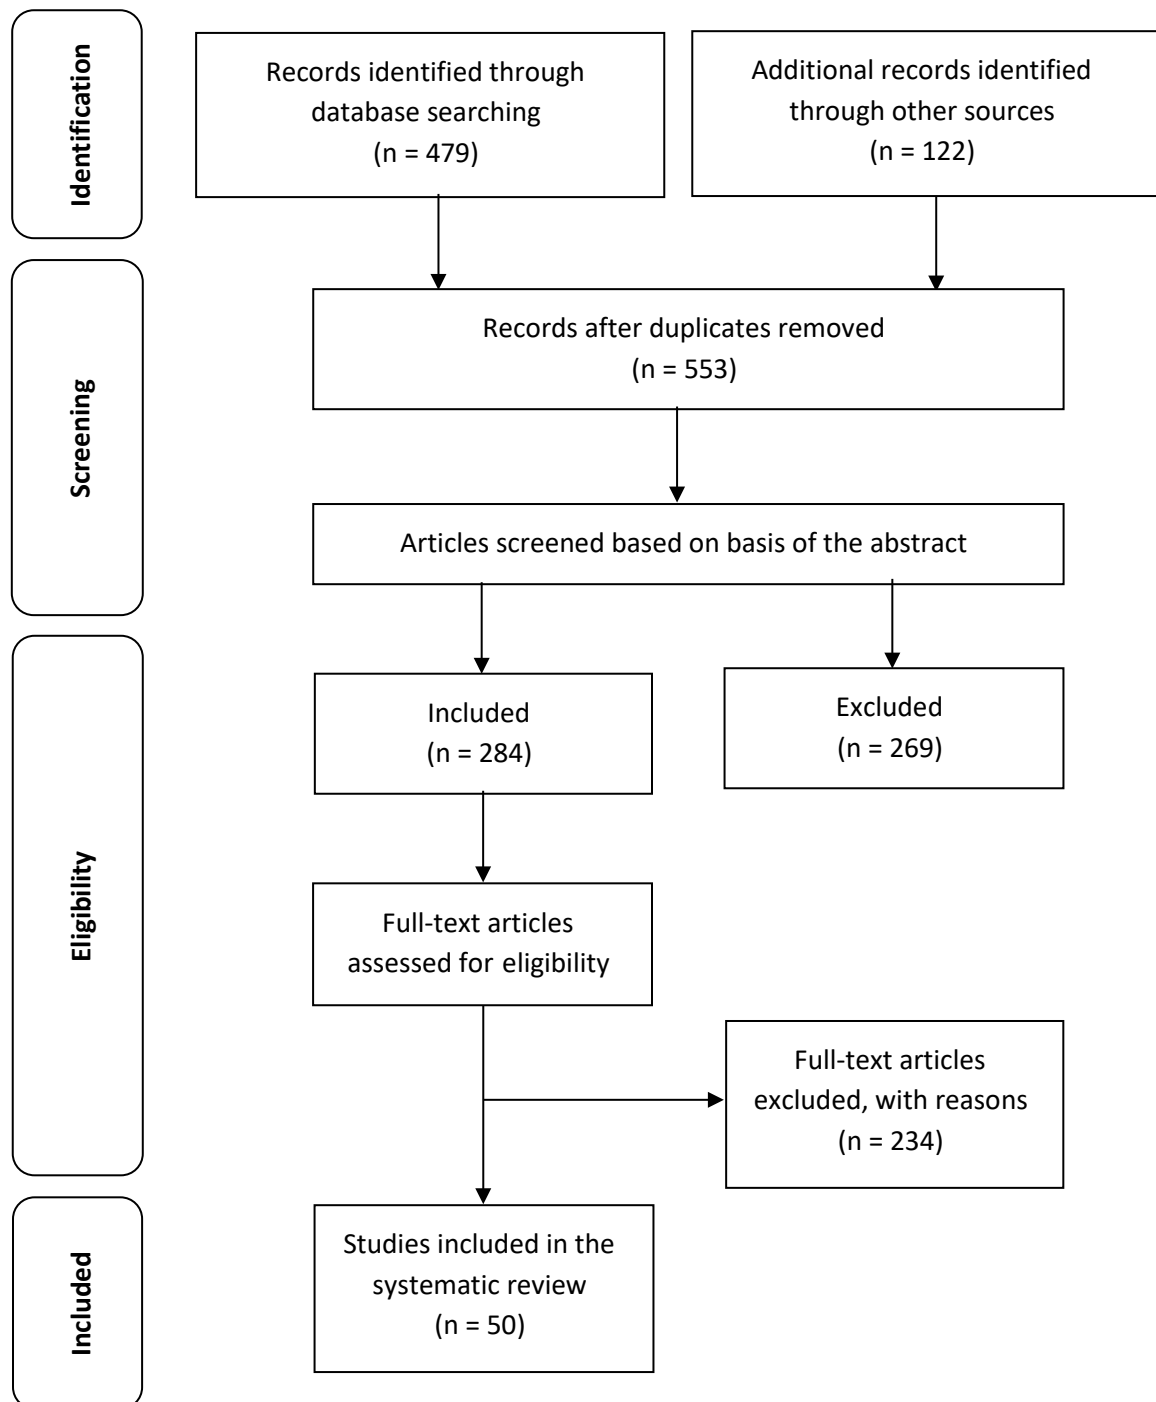 Identification
Records identified through
database searching
(n = 479)
Additional records identified
through other sources
(n = 122)
Screening
Records after duplicates removed
(n = 553)
Articles screened based on basis of the abstract
Eligibility
Included
(n = 284)
Excluded
(n = 269)
Full-text articles
assessed for eligibility
Full-text articles
excluded, with reasons
(n = 234)
Included
Studies included in the
systematic review
(n = 50)